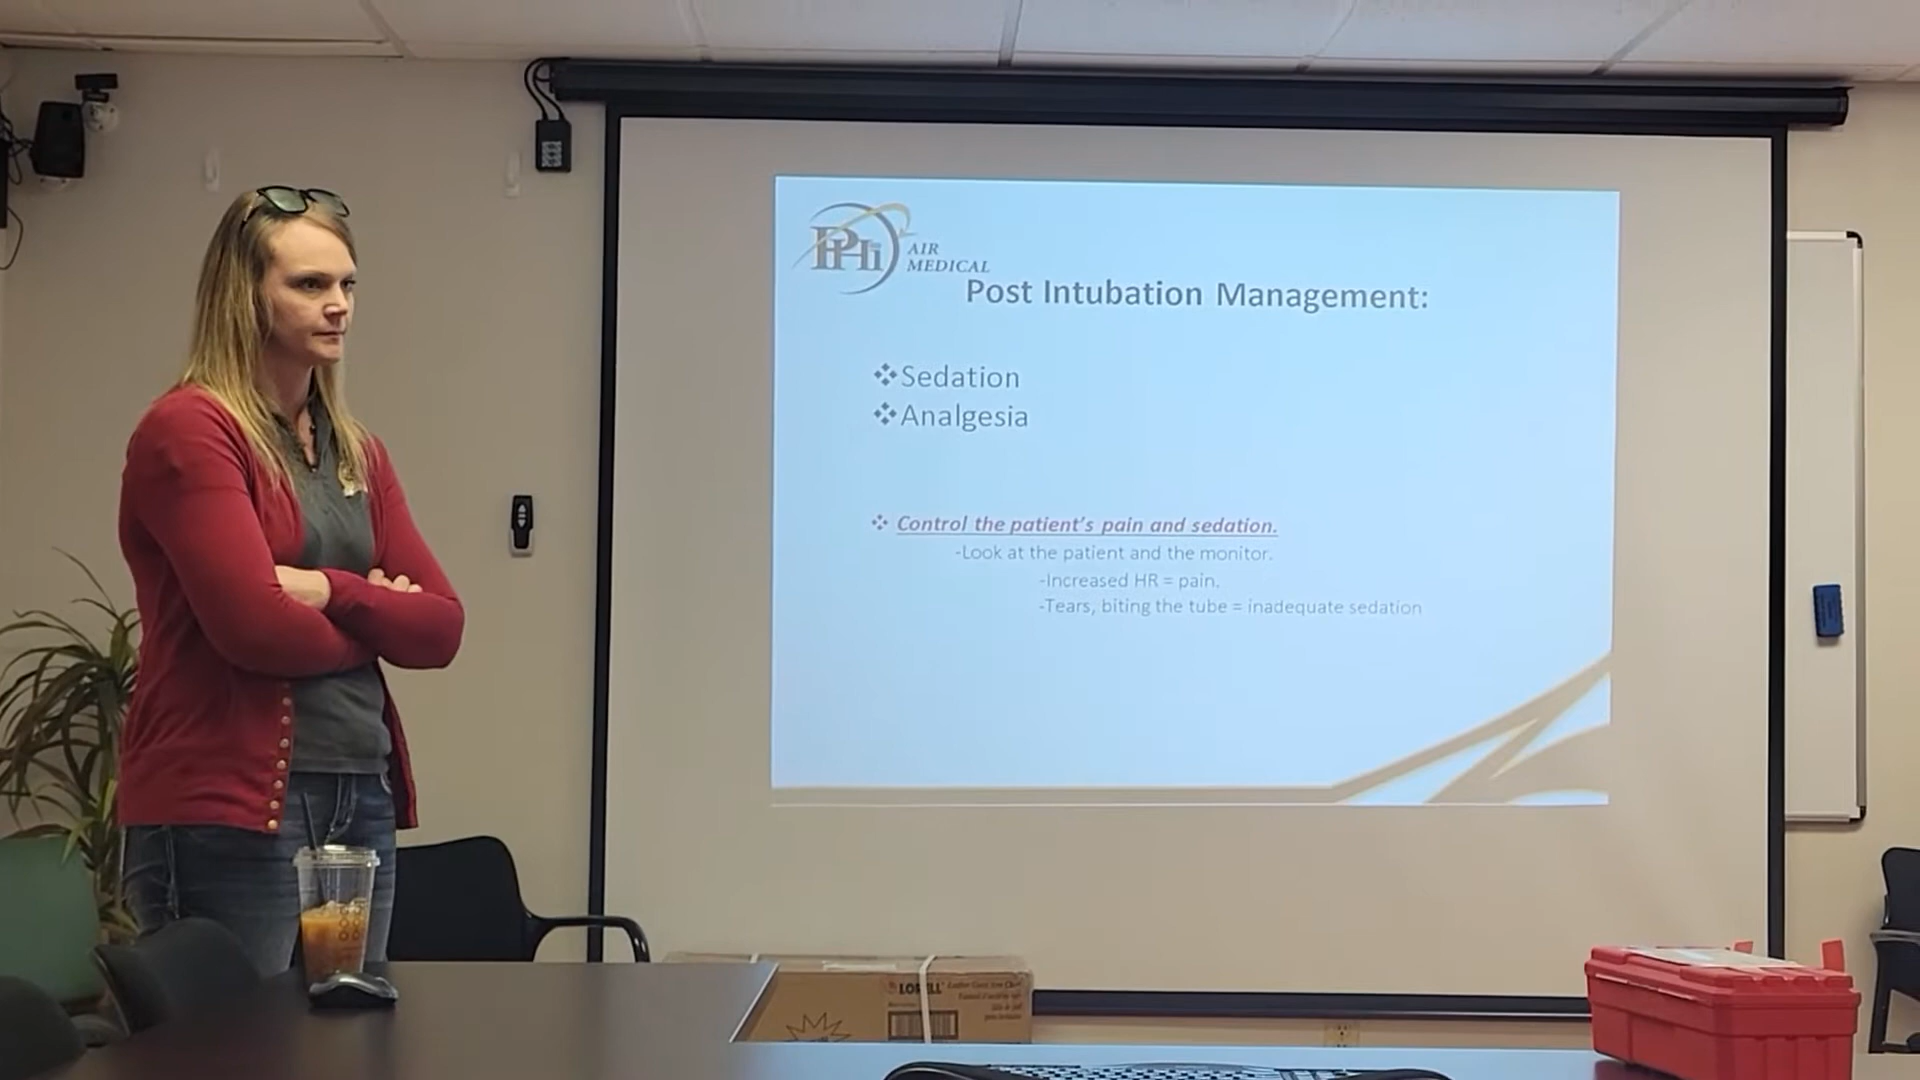 PHi AIR
MEDICAL
Post Intubation Management:
❖Sedation
❖Analgesia
❖ Control the patient's pain and sedation.
-Look at the patient and the monitor.
-Increased HR = pain.
-Tears, biting the tube = inadequate sedation
LORELL